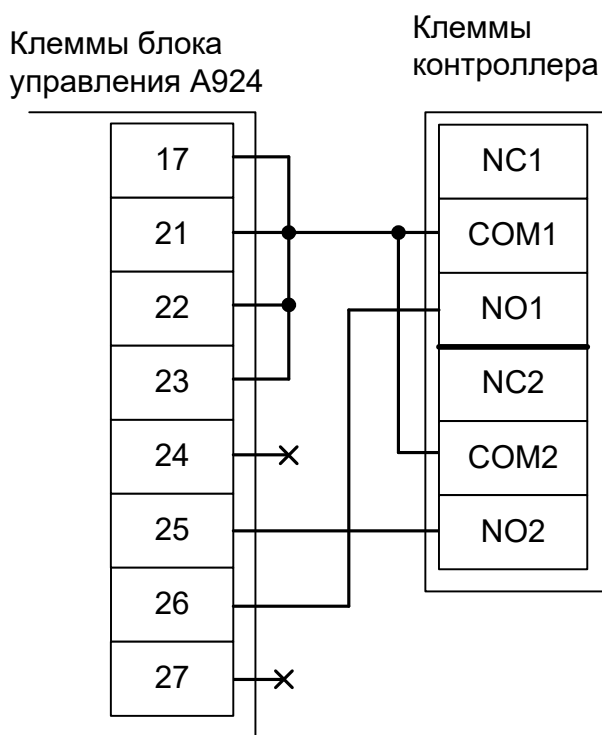 Клеммы блока
управления А924
Клеммы
контроллера
17
21
22
23
24
25
26
27
NC1
COM1
NO1
NC2
COM2
NO2